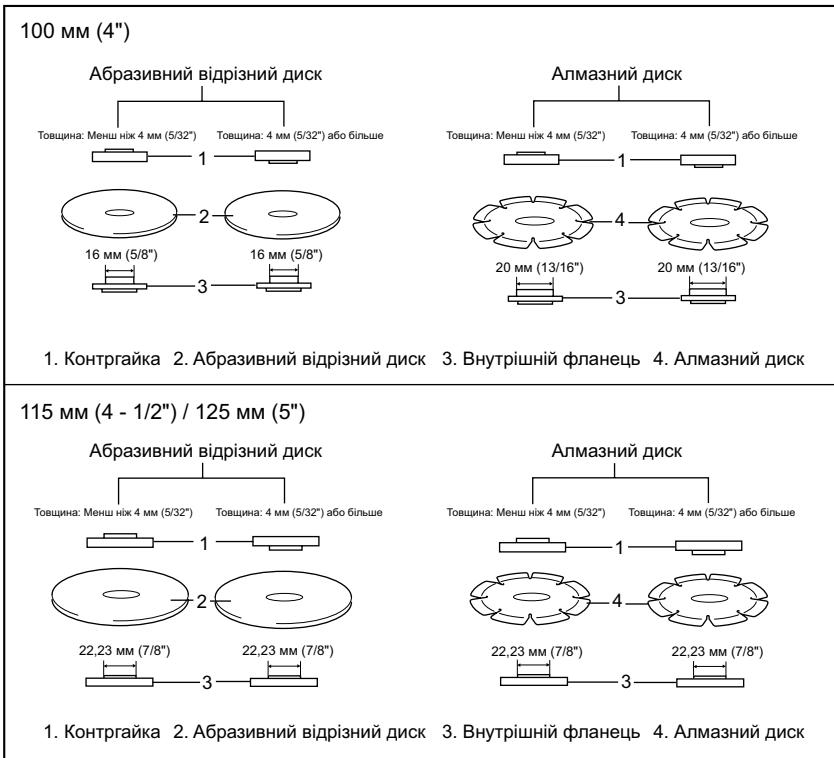 100 мм (4")
Абразивний відрізний диск
Алмазний диск
Товщина: Менш ніж 4 мм (5/32")
Товщина: 4 мм (5/32") або більше
Товщина: Менш ніж 4 мм (5/32")
Товщина: 4 мм (5/32") або більше
1
1
2
4
16 мм (5/8")
16 мм (5/8")
20 мм (13/16")
20 мм (13/16")
3
3
1. Контргайка 2. Абразивний відрізний диск 3. Внутрішній фланець 4. Алмазний диск
115 мм (4 - 1/2") / 125 мм (5")
Абразивний відрізний диск
Алмазний диск
Товщина: Менш ніж 4 мм (5/32")
Товщина: 4 мм (5/32") або більше
Товщина: Менш ніж 4 мм (5/32")
Товщина: 4 мм (5/32") або більше
1
1
2
4
22,23 мм (7/8")
22,23 мм (7/8")
22,23 мм (7/8")
22,23 мм (7/8")
3
3
1. Контргайка 2. Абразивний відрізний диск 3. Внутрішній фланець 4. Алмазний диск